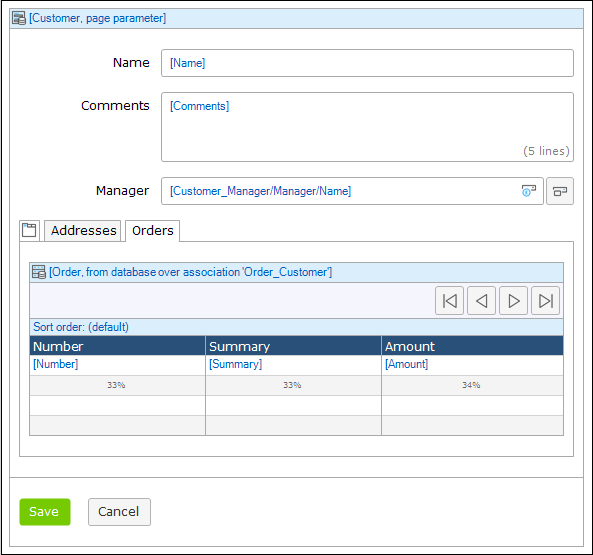 [Customer, page parameter]
Name [Name]
Comments [Comments]
(5 lines)
Manager [Customer_Manager/Manager/Name]
Addresses Orders
[Order, from database over association 'Order_Customer']
Sort order: (default)
Number Summary Amount
[Number] [Summary] [Amount]
33% 33% 34%
Save Cancel